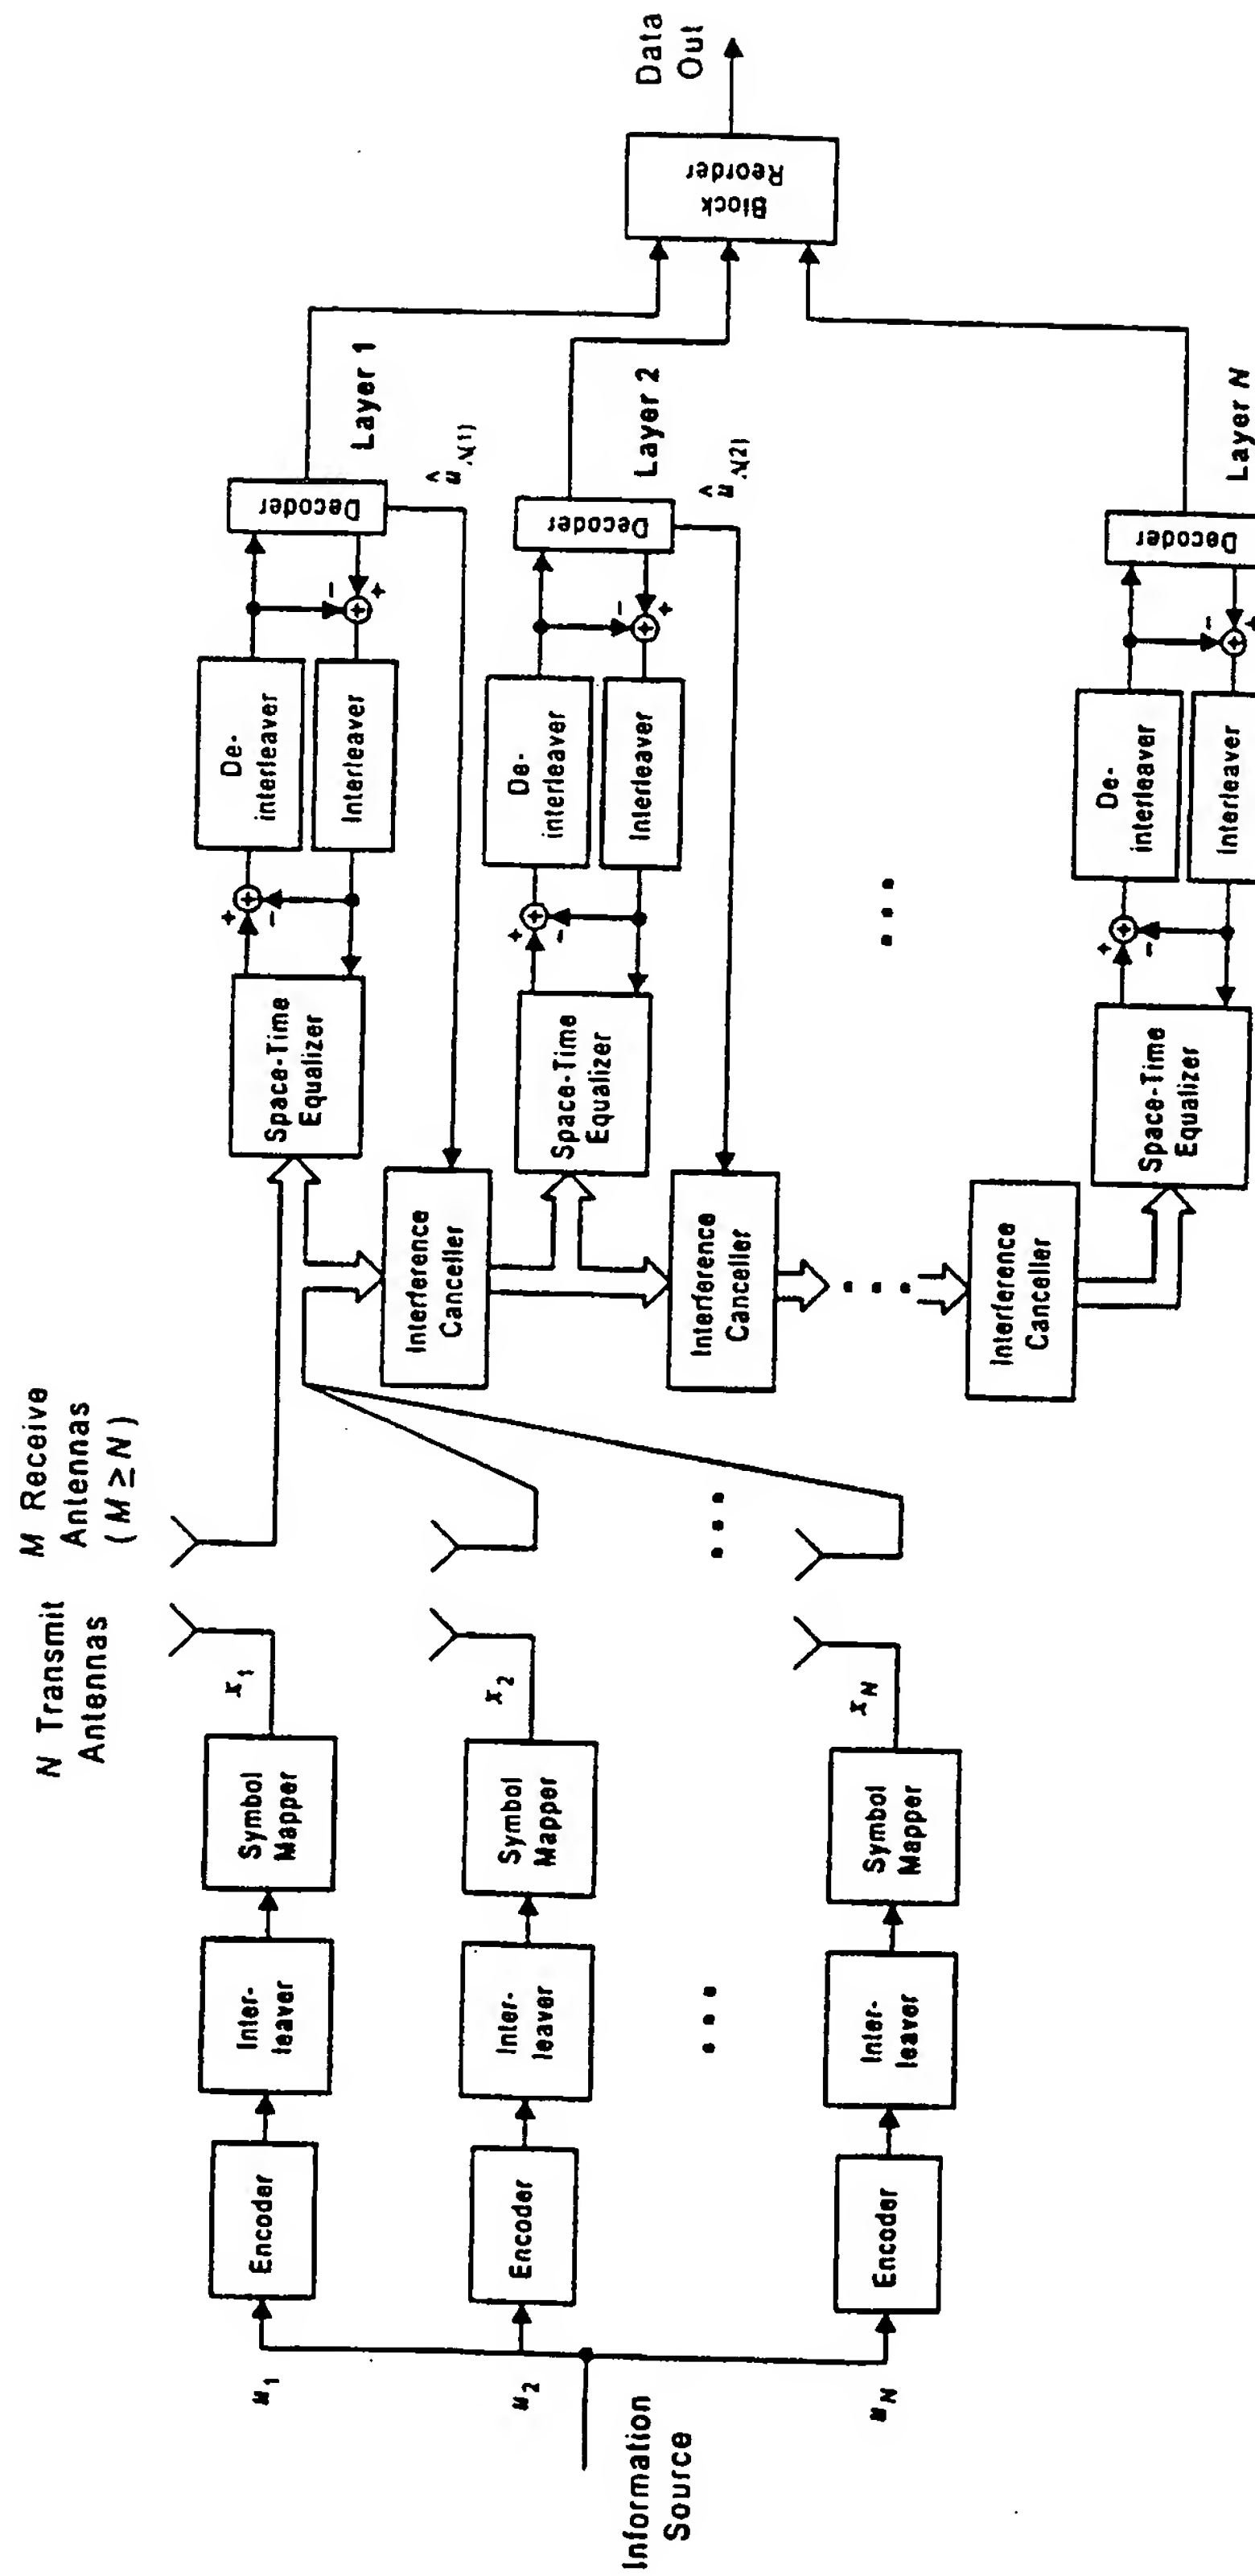 N Transmit
Antennas
M Receive
Antennas
(M ≥ N)
Information
Source
u1
Encoder
Inter-
leaver
Symbol
Mapper
x1
u2
Encoder
Inter-
leaver
Symbol
Mapper
x2
uN
Encoder
Inter-
leaver
Symbol
Mapper
xN
Space-Time
Equalizer
+
-
De-
interleaver
Interleaver
-
+
Decoder
Layer 1
û Λ(1)
Interference
Canceller
Space-Time
Equalizer
+
-
De-
interleaver
Interleaver
-
+
Decoder
Layer 2
û Λ(2)
Interference
Canceller
Interference
Canceller
Space-Time
Equalizer
+
-
De-
interleaver
Interleaver
-
+
Decoder
Layer N
Block
Reorder
Data
Out